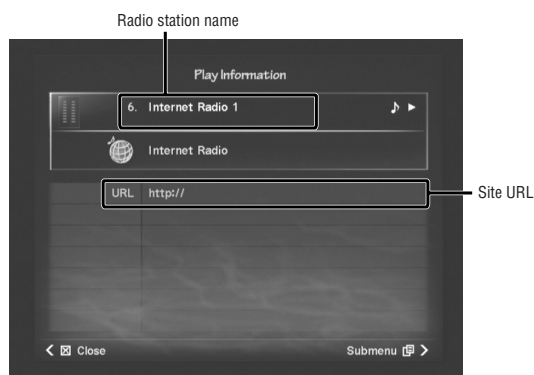 Radio station name
Play Information
6. Internet Radio 1
Internet Radio
URL http://
Site URL
Close
Submenu